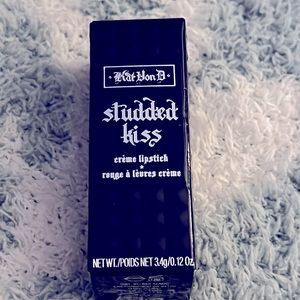 · Kat Von D ·
studded
kiss
crème lipstick
+
rouge à lèvres crème
NET WT./POIDS NET 3.4g/0.12 Oz.